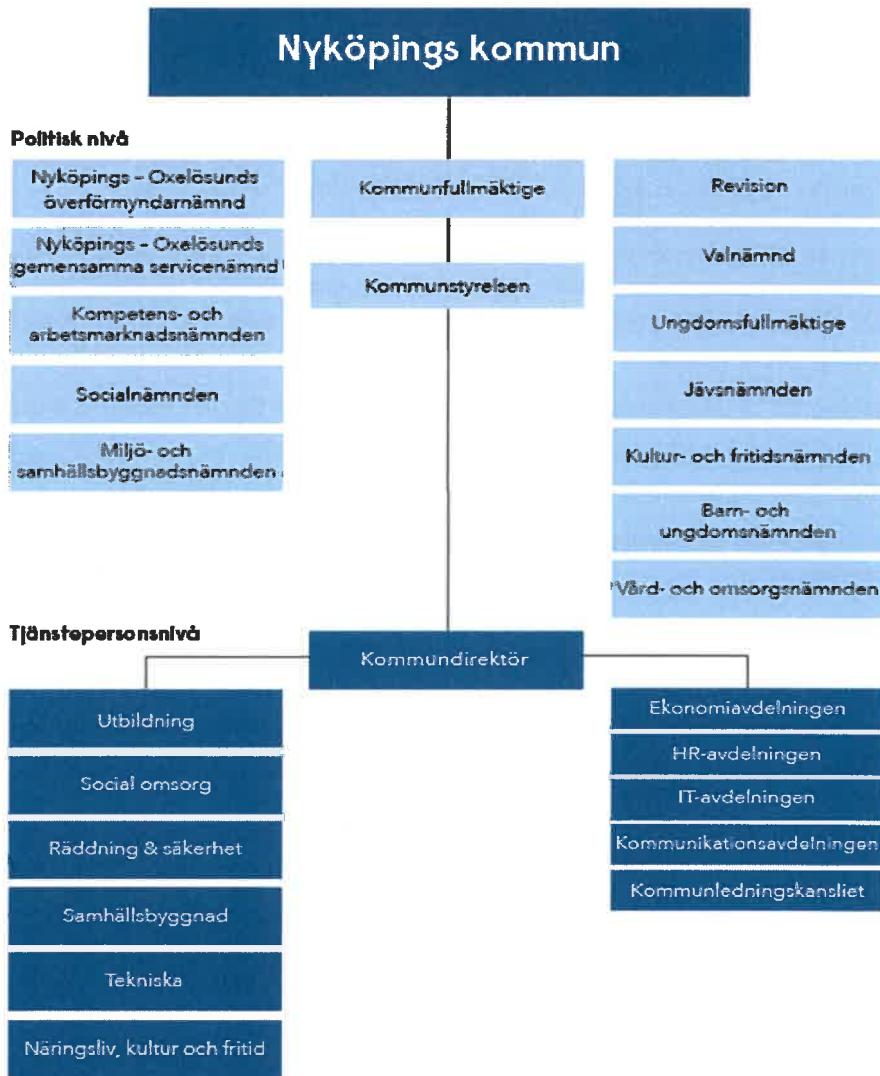 Nyköpings kommun
Politisk nivå
Nyköpings – Oxelösunds
överförmyndarnämnd
Nyköpings – Oxelösunds
gemensamma servicenämnd
Kompetens- och
arbetsmarknadsnämnden
Socialnämnden
Miljö- och
samhällsbyggnadsnämnden
Kommunfullmäktige
Kommunstyrelsen
Revision
Valnämnd
Ungdomsfullmäktige
Jävsnämnden
Kultur- och fritidsnämnden
Barn- och
ungdomsnämnden
Vård- och omsorgsnämnden
Tjänstepersonsnivå
Kommundirektör
Utbildning
Social omsorg
Räddning & säkerhet
Samhällsbyggnad
Tekniska
Näringsliv, kultur och fritid
Ekonomiavdelningen
HR-avdelningen
IT-avdelningen
Kommunikationsavdelningen
Kommunledningskansliet